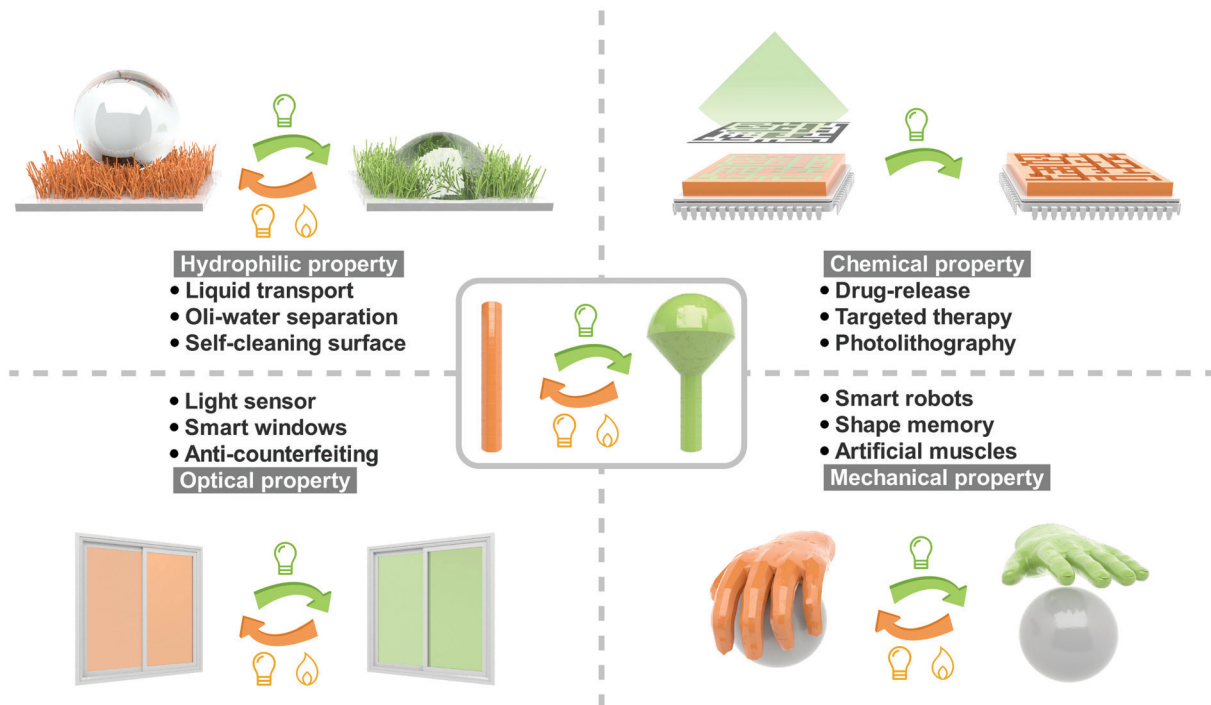 Hydrophilic property
• Liquid transport
• Oli-water separation
• Self-cleaning surface
Chemical property
• Drug-release
• Targeted therapy
• Photolithography
• Light sensor
• Smart windows
• Anti-counterfeiting
Optical property
• Smart robots
• Shape memory
• Artificial muscles
Mechanical property